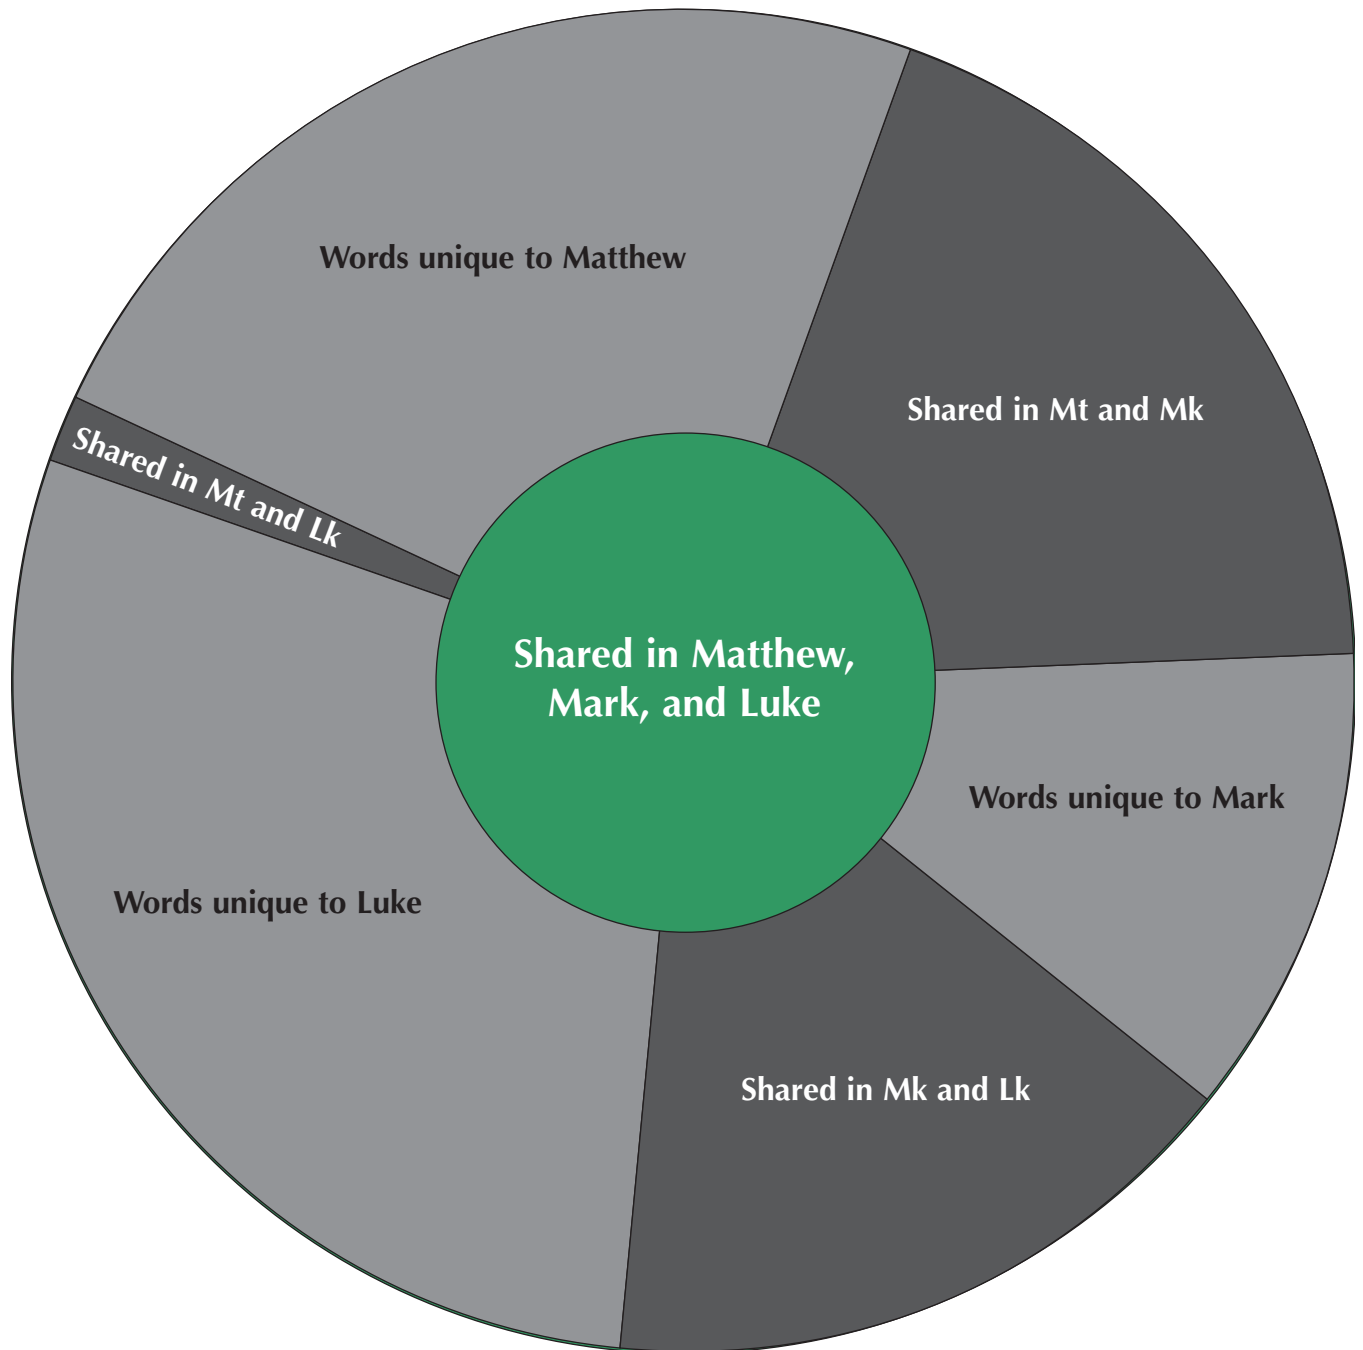 Words unique to Matthew
Shared in Mt and Mk
Shared in Mt and Lk
Shared in Matthew,
Mark, and Luke
Words unique to Mark
Words unique to Luke
Shared in Mk and Lk